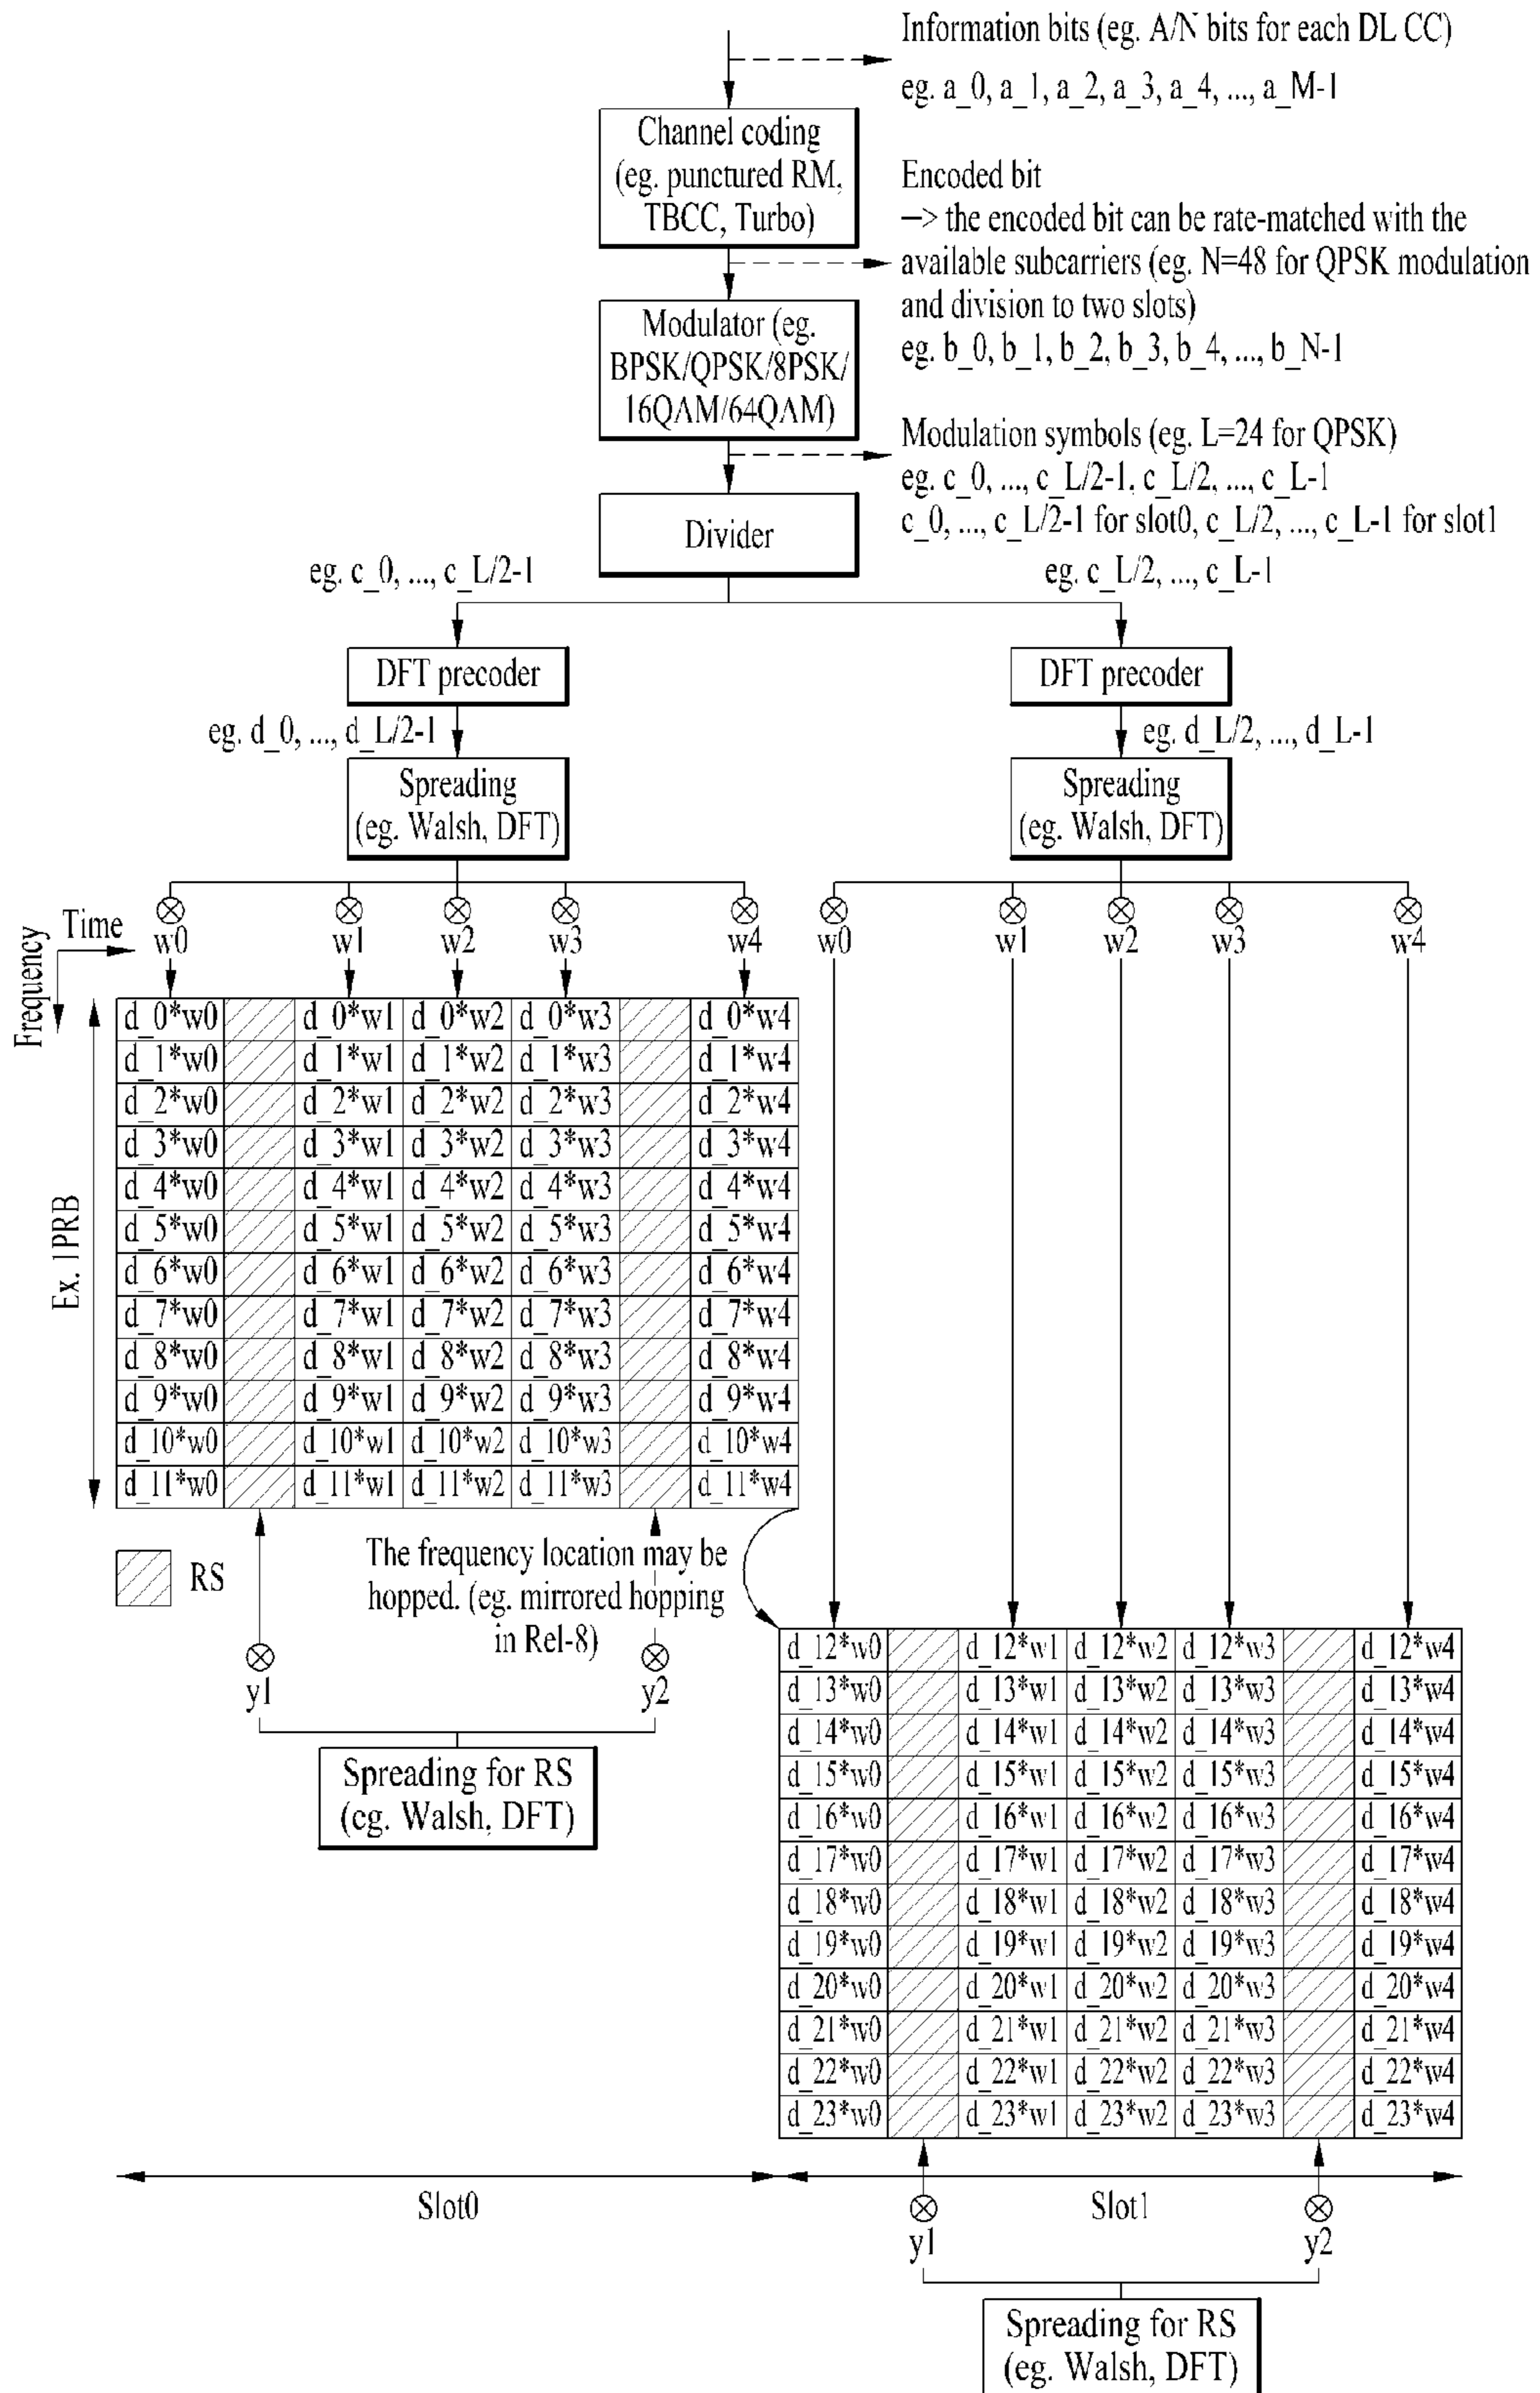 Information bits (eg. A/N bits for each DL CC)
eg. a_0, a_1, a_2, a_3, a_4, ..., a_M-1
Channel coding
(eg. punctured RM,
TBCC, Turbo)
Encoded bit
—> the encoded bit can be rate-matched with the
available subcarriers (eg. N=48 for QPSK modulation
and division to two slots)
eg. b_0, b_1, b_2, b_3, b_4, ..., b_N-1
Modulator (eg.
BPSK/QPSK/8PSK/
16QAM/64QAM)
Modulation symbols (eg. L=24 for QPSK)
eg. c_0, ..., c_L/2-1, c_L/2, ..., c_L-1
c_0, ..., c_L/2-1 for slot0, c_L/2, ..., c_L-1 for slot1
Divider
eg. c_0, ..., c_L/2-1
eg. c_L/2, ..., c_L-1
DFT precoder
DFT precoder
eg. d_0, ..., d_L/2-1
eg. d_L/2, ..., d_L-1
Spreading
(eg. Walsh, DFT)
Spreading
(eg. Walsh, DFT)
Time
Frequency
w0 w1 w2 w3 w4
w0 w1 w2 w3 w4
Ex. 1PRB
d_0*w0 d_0*w1 d_0*w2 d_0*w3 d_0*w4
d_1*w0 d_1*w1 d_1*w2 d_1*w3 d_1*w4
d_2*w0 d_2*w1 d_2*w2 d_2*w3 d_2*w4
d_3*w0 d_3*w1 d_3*w2 d_3*w3 d_3*w4
d_4*w0 d_4*w1 d_4*w2 d_4*w3 d_4*w4
d_5*w0 d_5*w1 d_5*w2 d_5*w3 d_5*w4
d_6*w0 d_6*w1 d_6*w2 d_6*w3 d_6*w4
d_7*w0 d_7*w1 d_7*w2 d_7*w3 d_7*w4
d_8*w0 d_8*w1 d_8*w2 d_8*w3 d_8*w4
d_9*w0 d_9*w1 d_9*w2 d_9*w3 d_9*w4
d_10*w0 d_10*w1 d_10*w2 d_10*w3 d_10*w4
d_11*w0 d_11*w1 d_11*w2 d_11*w3 d_11*w4
RS
The frequency location may be
hopped. (eg. mirrored hopping
in Rel-8)
y1 y2
Spreading for RS
(eg. Walsh, DFT)
d_12*w0 d_12*w1 d_12*w2 d_12*w3 d_12*w4
d_13*w0 d_13*w1 d_13*w2 d_13*w3 d_13*w4
d_14*w0 d_14*w1 d_14*w2 d_14*w3 d_14*w4
d_15*w0 d_15*w1 d_15*w2 d_15*w3 d_15*w4
d_16*w0 d_16*w1 d_16*w2 d_16*w3 d_16*w4
d_17*w0 d_17*w1 d_17*w2 d_17*w3 d_17*w4
d_18*w0 d_18*w1 d_18*w2 d_18*w3 d_18*w4
d_19*w0 d_19*w1 d_19*w2 d_19*w3 d_19*w4
d_20*w0 d_20*w1 d_20*w2 d_20*w3 d_20*w4
d_21*w0 d_21*w1 d_21*w2 d_21*w3 d_21*w4
d_22*w0 d_22*w1 d_22*w2 d_22*w3 d_22*w4
d_23*w0 d_23*w1 d_23*w2 d_23*w3 d_23*w4
Slot0
Slot1
y1 y2
Spreading for RS
(eg. Walsh, DFT)